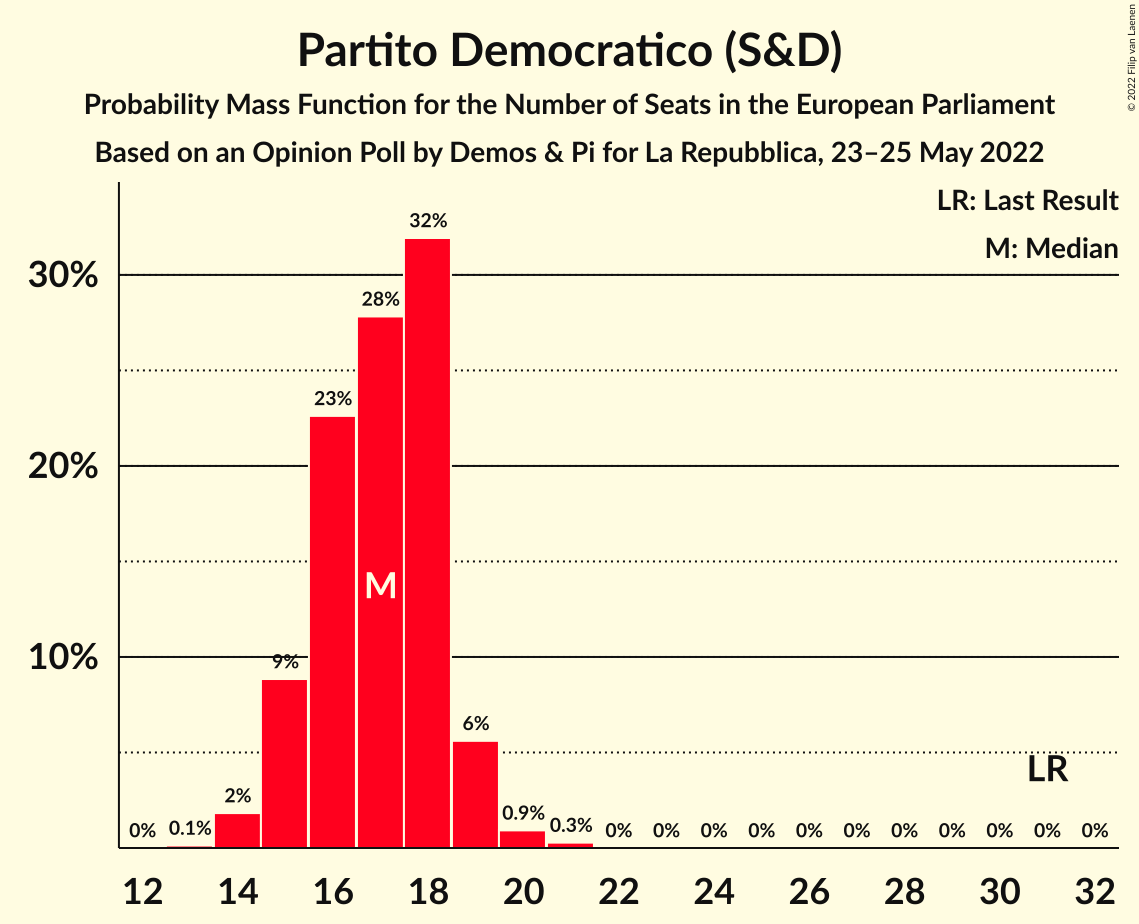 Partito Democratico (S&D)
Probability Mass Function for the Number of Seats in the European Parliament
Based on an Opinion Poll by Demos & Pi for La Repubblica, 23–25 May 2022
© 2022 Filip van Laenen
LR: Last Result
M: Median
30%
20%
10%
0% 0.1% 2% 9% 23% 28% 32% 6% 0.9% 0.3% 0% 0% 0% 0% 0% 0% 0% 0% 0% 0% 0%
M
LR
12 14 16 18 20 22 24 26 28 30 32